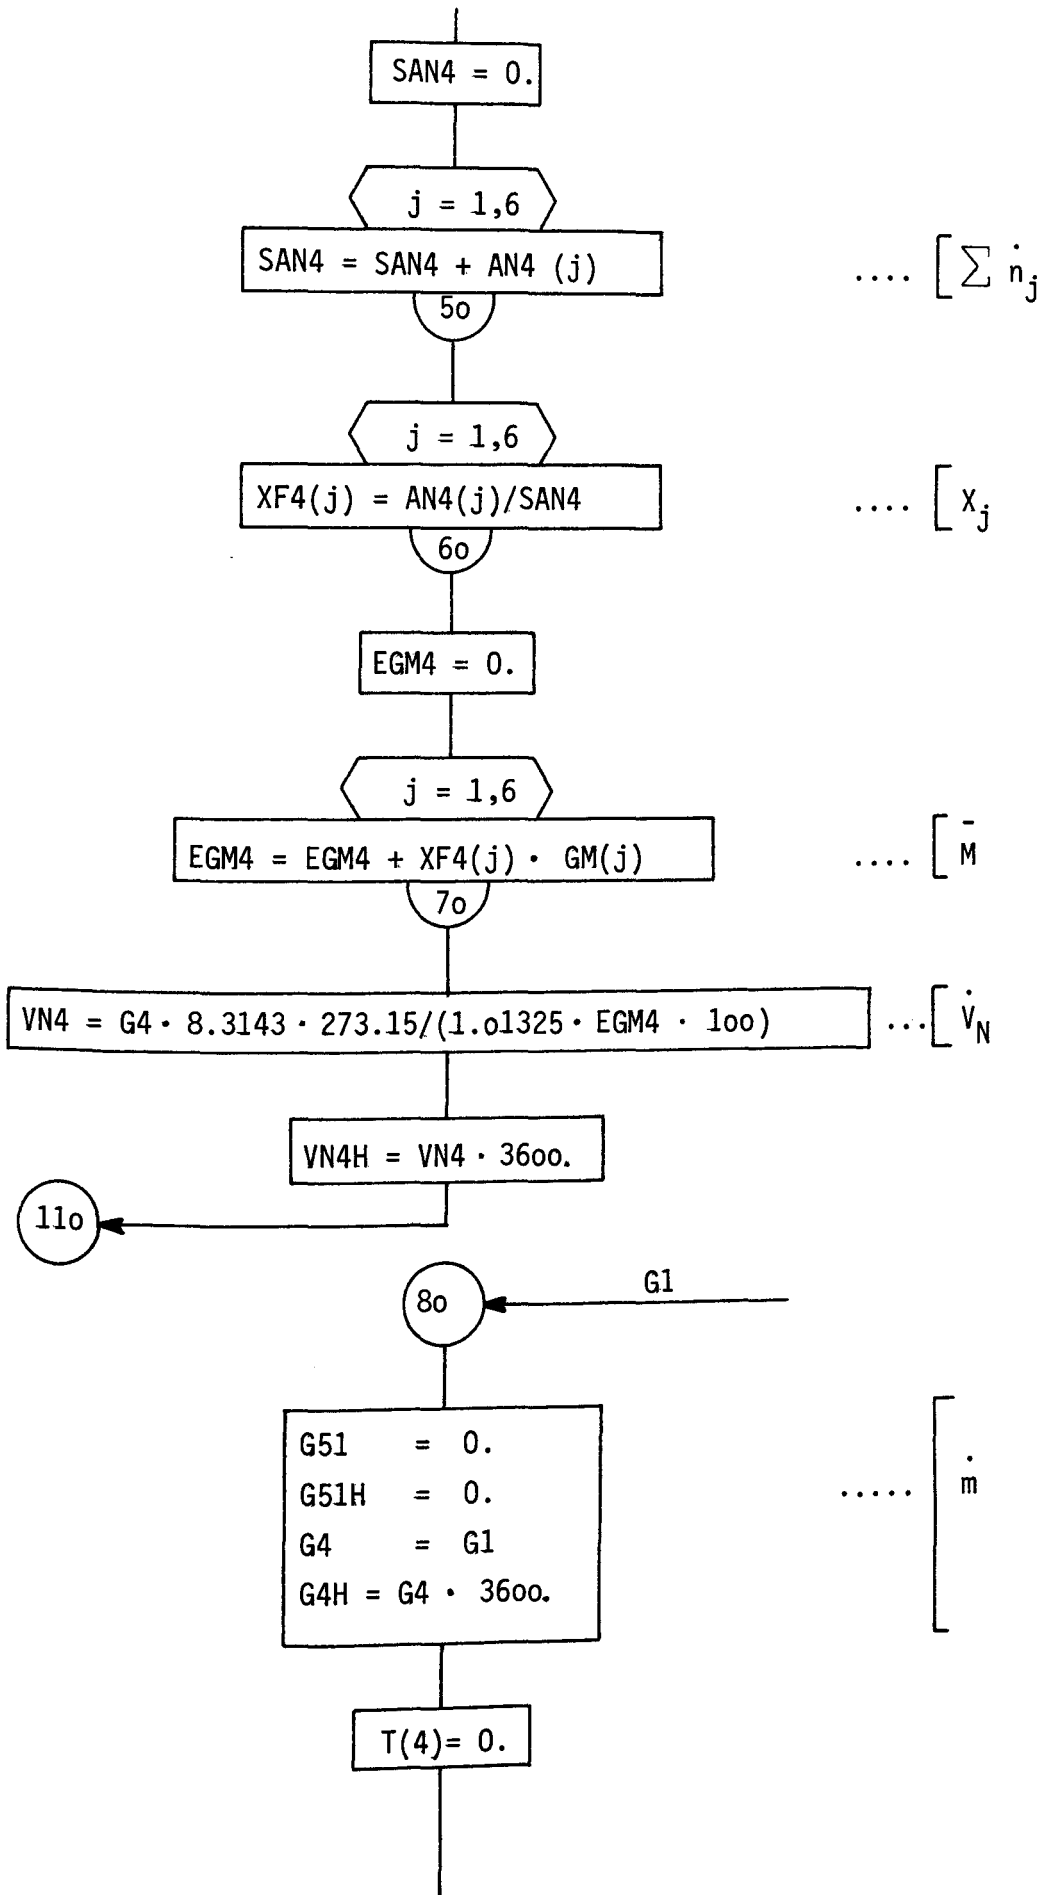 SAN4 = 0.
j = 1,6
SAN4 = SAN4 + AN4 (j) .... [ ∑ ṅj
5o
j = 1,6
XF4(j) = AN4(j)/SAN4 .... [ Xj
6o
EGM4 = 0.
j = 1,6
EGM4 = EGM4 + XF4(j) · GM(j) .... [ M̄
7o
VN4 = G4 · 8.3143 · 273.15/(1.o1325 · EGM4 · 1oo) ...[ V̇N
VN4H = VN4 · 36oo.
11o
8o G1
G51 = 0.
G51H = 0. ..... [ ṁ
G4 = G1
G4H = G4 · 36oo.
T(4)= 0.